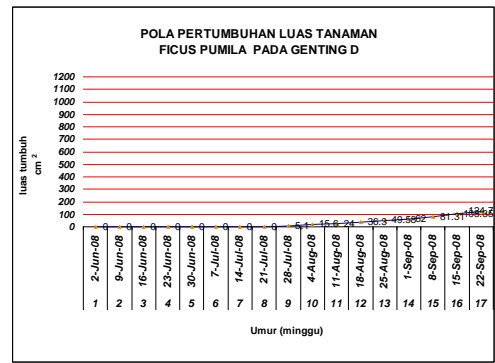 POLA PERTUMBUHAN LUAS TANAMAN
FICUS PUMILA PADA GENTING D
luas tumbuh
cm 2
1200
1100
1000
900
800
700
600
500
400
300
200
100
0
0 0 0 0 0 0 0 0 5.1 15.6 24 36.3 49.58 62 81.31 105.35 124.7
2-Jun-08 9-Jun-08 16-Jun-08 23-Jun-08 30-Jun-08 7-Jul-08 14-Jul-08 21-Jul-08 28-Jul-08 4-Aug-08 11-Aug-08 18-Aug-08 25-Aug-08 1-Sep-08 8-Sep-08 15-Sep-08 22-Sep-08
1 2 3 4 5 6 7 8 9 10 11 12 13 14 15 16 17
Umur (minggu)